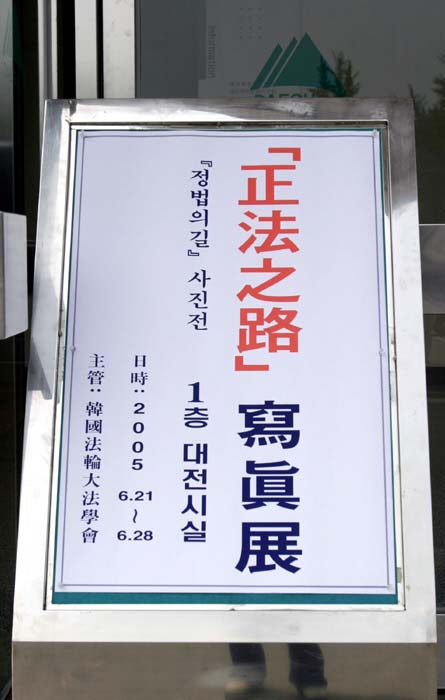 「正法之路」 寫眞展
『정법의길』 사진전 1층 대전시실
日時: 2005 6.21 ~ 6.28
主管: 韓國法輪大法學會
Information